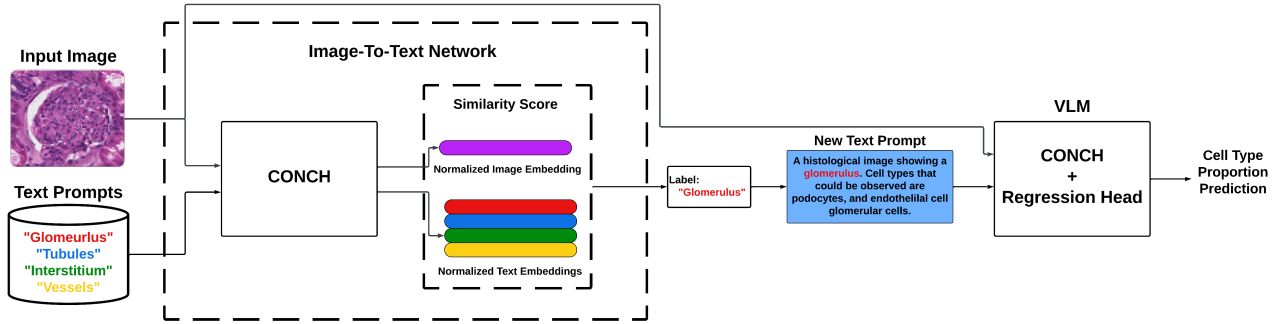 Input Image
Text Prompts
"Glomeurlus"
"Tubules"
"Interstitium"
"Vessels"
Image-To-Text Network
CONCH
Similarity Score
Normalized Image Embedding
Normalized Text Embeddings
Label:
"Glomerulus"
New Text Prompt
A histological image showing a
glomerulus. Cell types that
could be observed are
podocytes, and endothelilal cell
glomerular cells.
VLM
CONCH
+
Regression Head
Cell Type
Proportion
Prediction